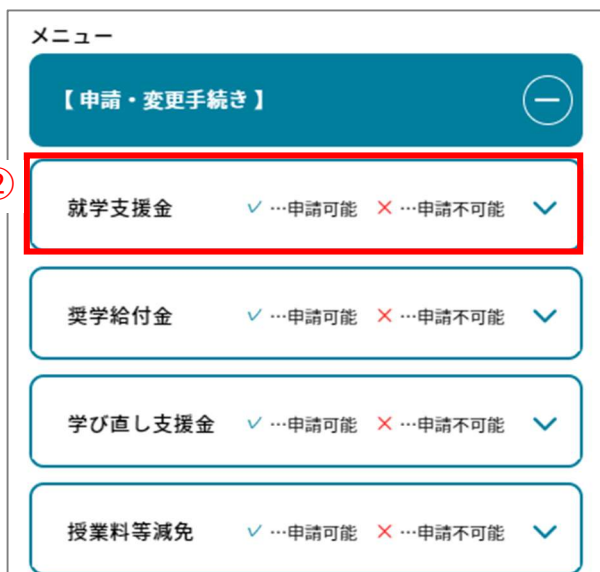 メニュー
【 申請・変更手続き 】
②
就学支援金 ✓ …申請可能 × …申請不可能
奨学給付金 ✓ …申請可能 × …申請不可能
学び直し支援金 ✓ …申請可能 × …申請不可能
授業料等減免 ✓ …申請可能 × …申請不可能